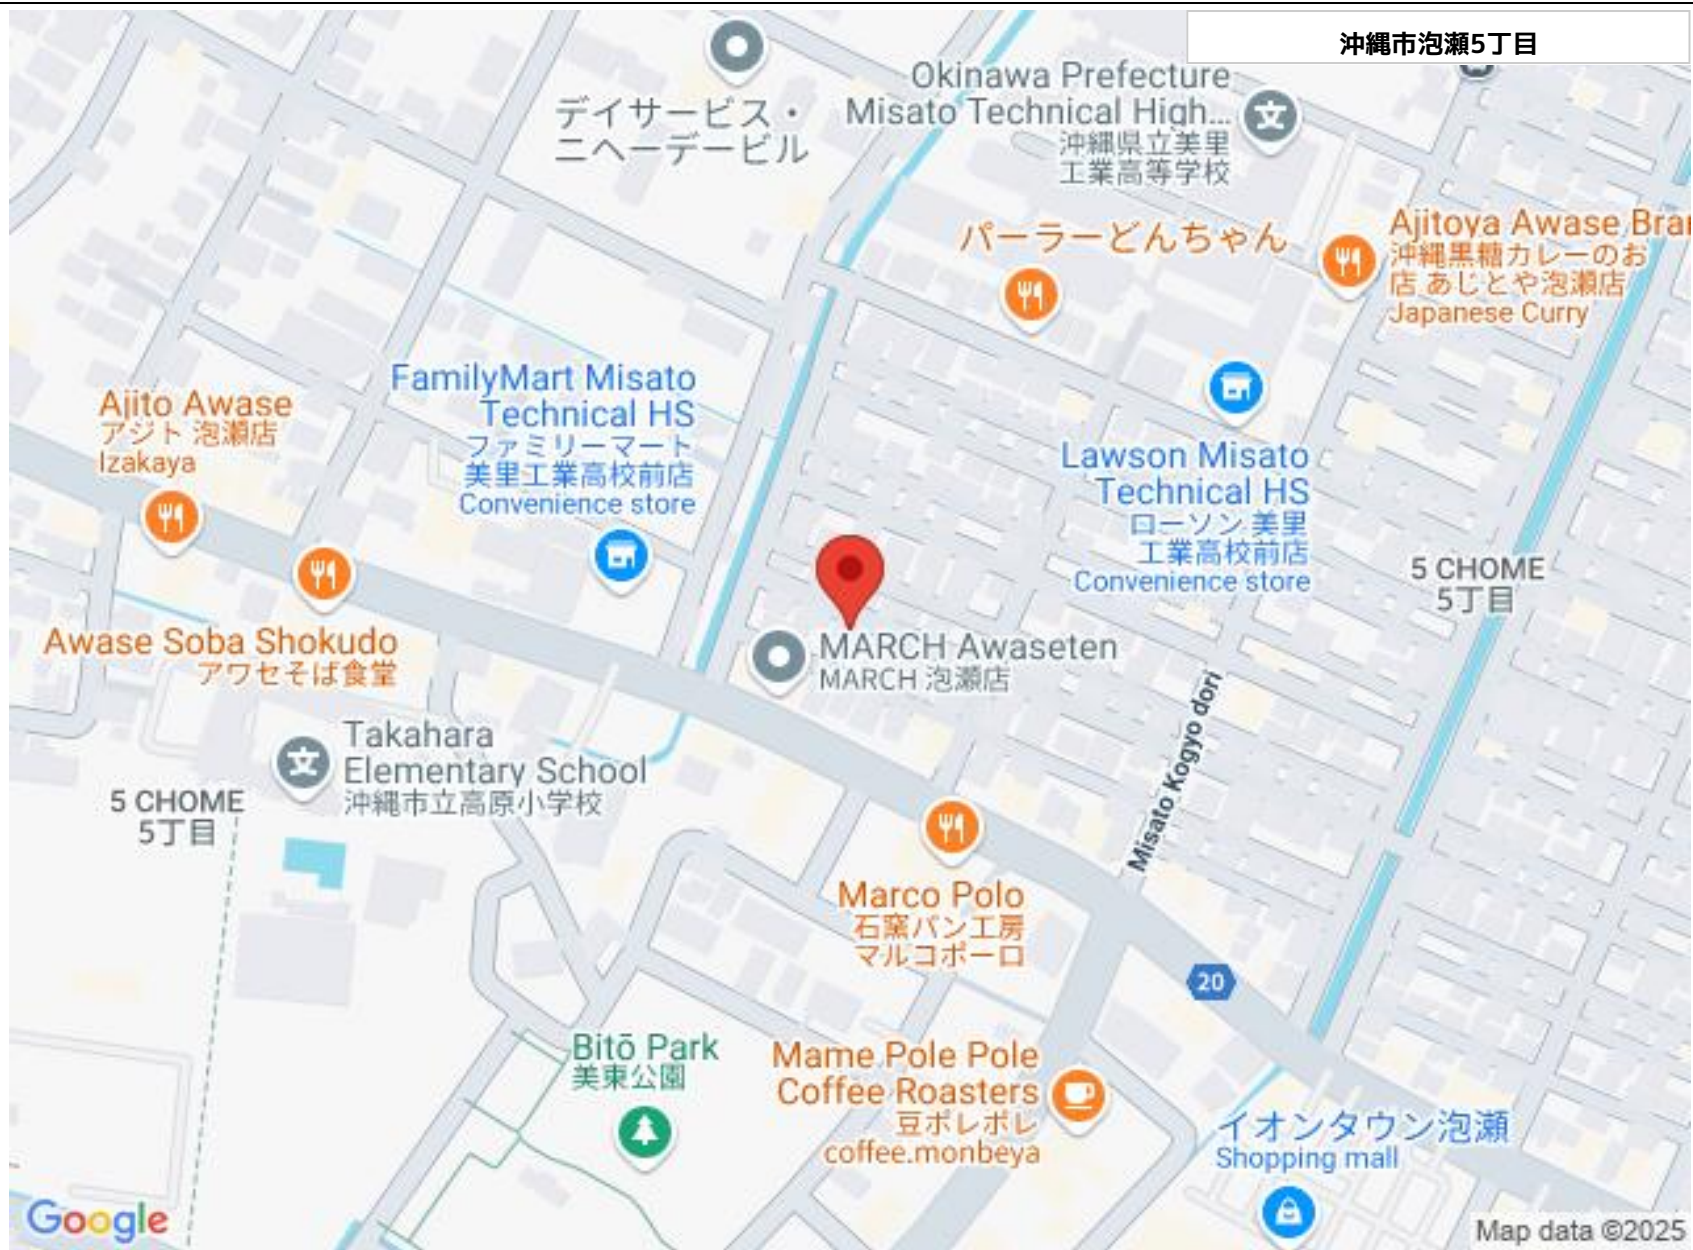 沖縄市泡瀬5丁目
Okinawa Prefecture
Misato Technical High...
沖縄県立美里
工業高等学校
デイサービス・
ニヘーデービル
パーラーどんちゃん
Ajitoya Awase Bra
沖縄黒糖カレーのお
店 あじとや泡瀬店
Japanese Curry
FamilyMart Misato
Technical HS
ファミリーマート
美里工業高校前店
Convenience store
Ajito Awase
アジト 泡瀬店
Izakaya
Lawson Misato
Technical HS
ローソン 美里
工業高校前店
Convenience store
5 CHOME
5丁目
Awase Soba Shokudo
アワセそば食堂
MARCH Awaseten
MARCH 泡瀬店
Misato Kogyo dori
Takahara
Elementary School
沖縄市立高原小学校
5 CHOME
5丁目
Marco Polo
石窯パン工房
マルコポーロ
20
Bitō Park
美東公園
Mame Pole Pole
Coffee Roasters
豆ポレポレ
coffee.monbeya
イオンタウン泡瀬
Shopping mall
Google
Map data ©2025